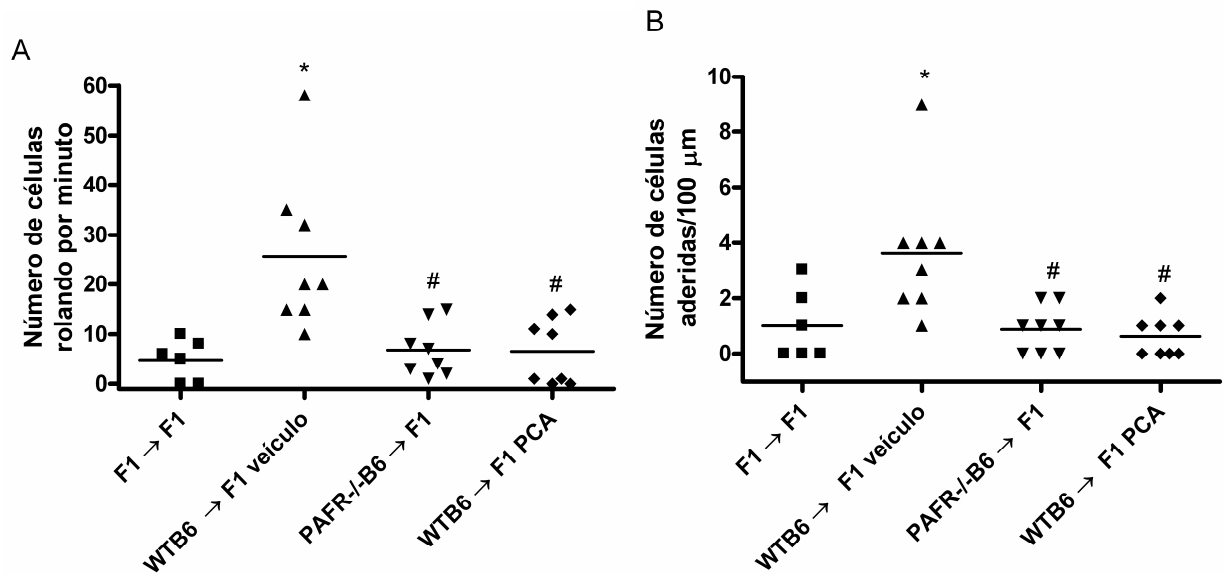 A
Número de células
rolando por minuto
60
50
40
30
20
10
0
*
#
#
F1 → F1
WTB6 → F1 veículo
PAFR-/-B6 → F1
WTB6 → F1 PCA
B
Número de células
aderidas/100 µm
10
8
6
4
2
0
*
#
#
F1 → F1
WTB6 → F1 veículo
PAFR-/-B6 → F1
WTB6 → F1 PCA